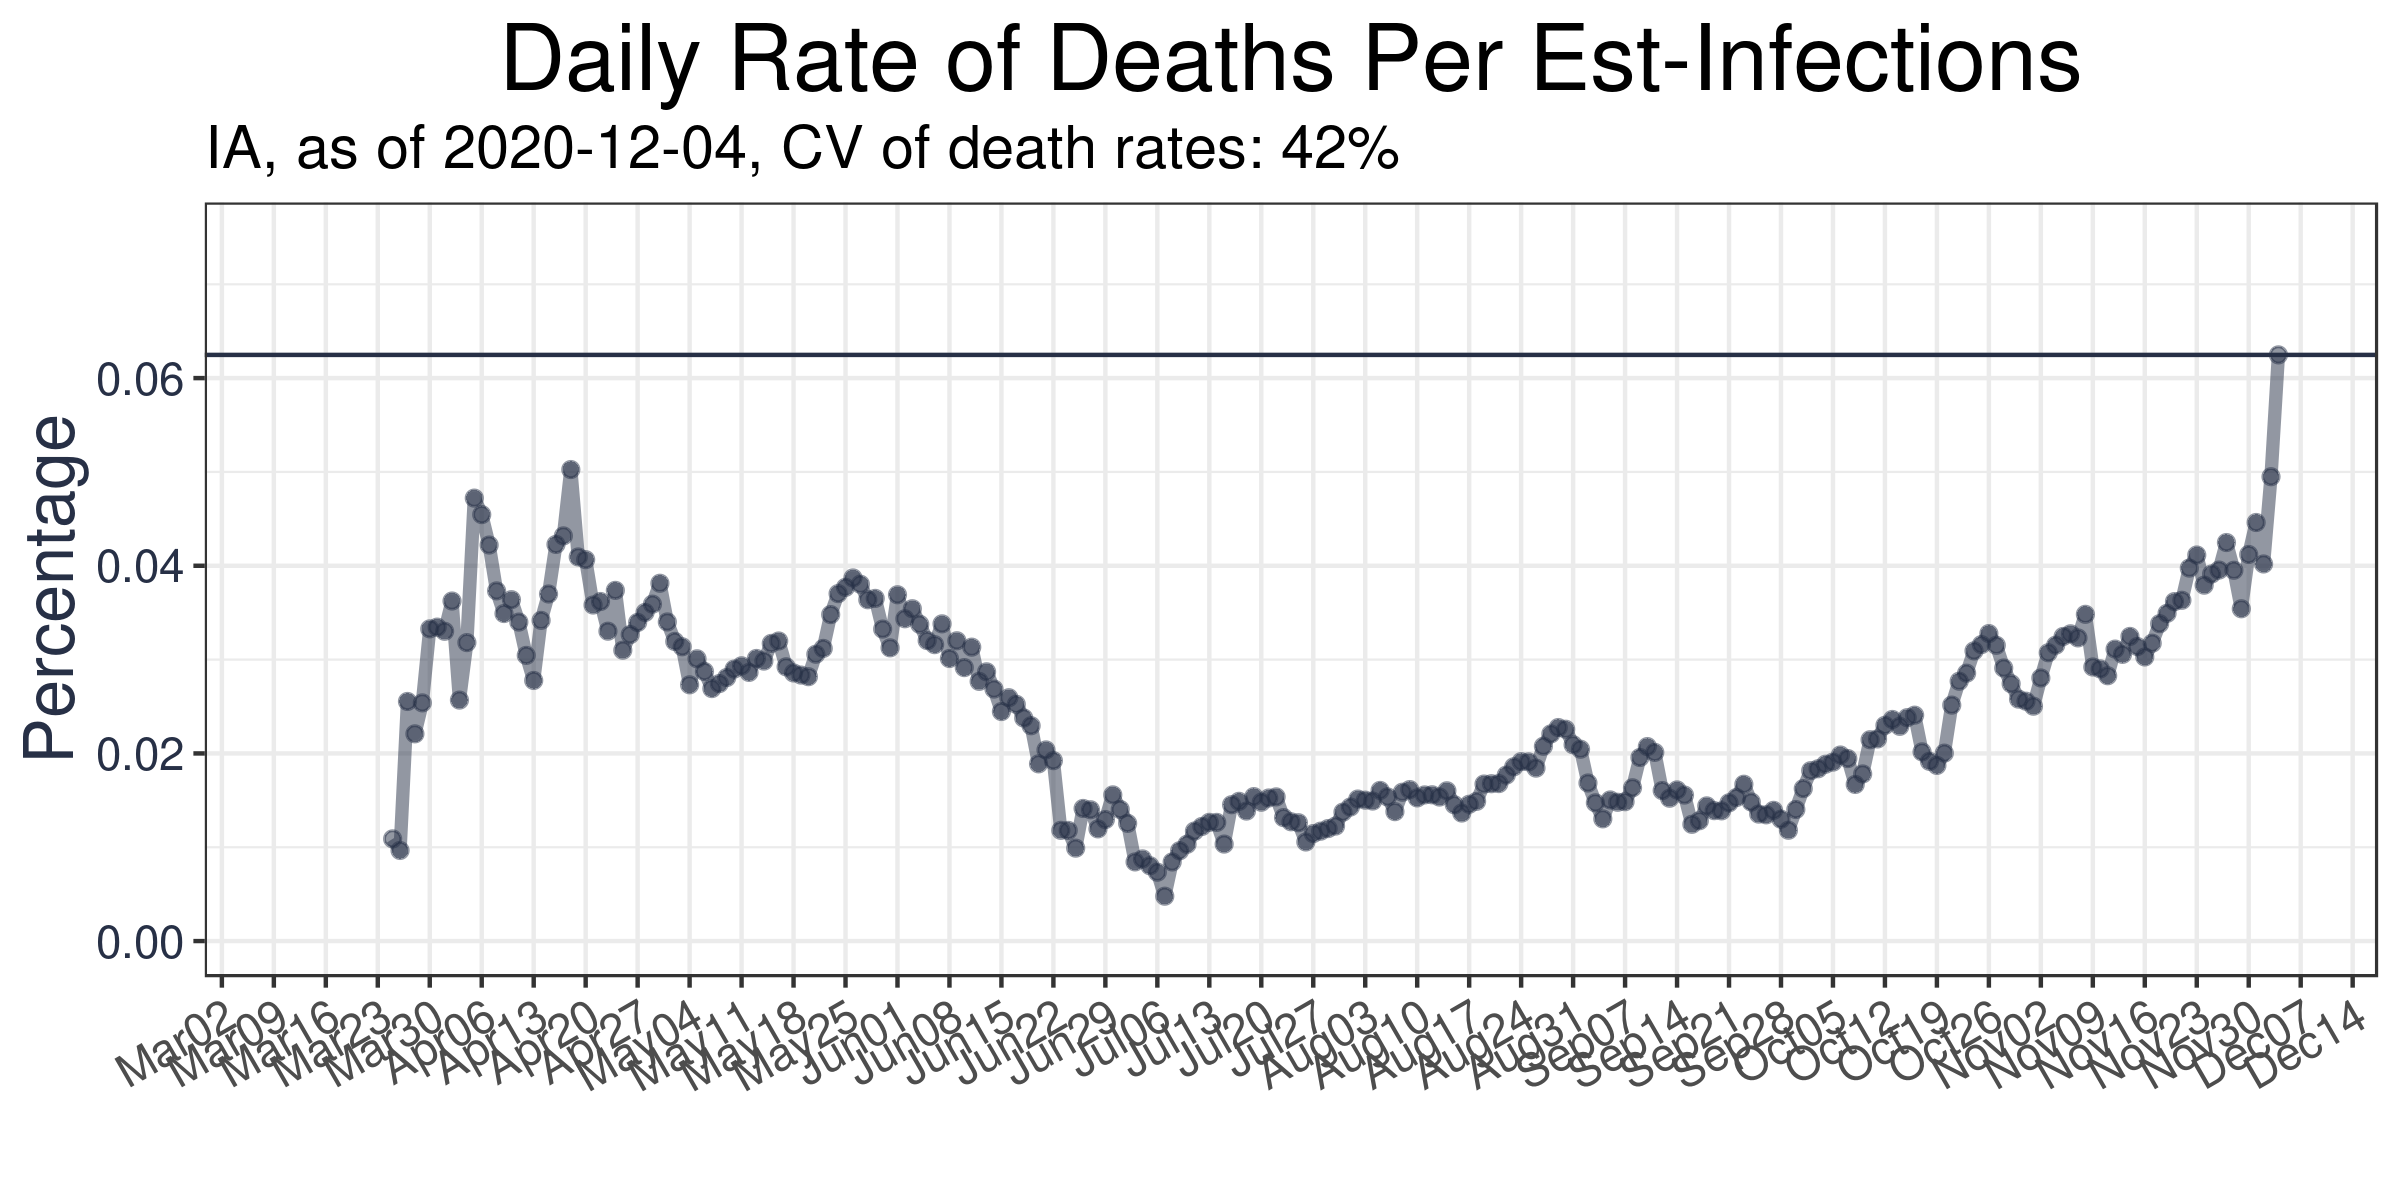 Daily Rate of Deaths Per Est-Infections
IA, as of 2020-12-04, CV of death rates: 42%
Percentage
0.06
0.04
0.02
0.00
Mar02
Mar09
Mar16
Mar23
Mar30
Apr06
Apr13
Apr20
Apr27
May04
May11
May18
May25
Jun01
Jun08
Jun15
Jun22
Jun29
Jul06
Jul13
Jul20
Jul27
Aug03
Aug10
Aug17
Aug24
Aug31
Sep07
Sep14
Sep21
Sep28
Oct05
Oct12
Oct19
Oct26
Nov02
Nov09
Nov16
Nov23
Nov30
Dec07
Dec14